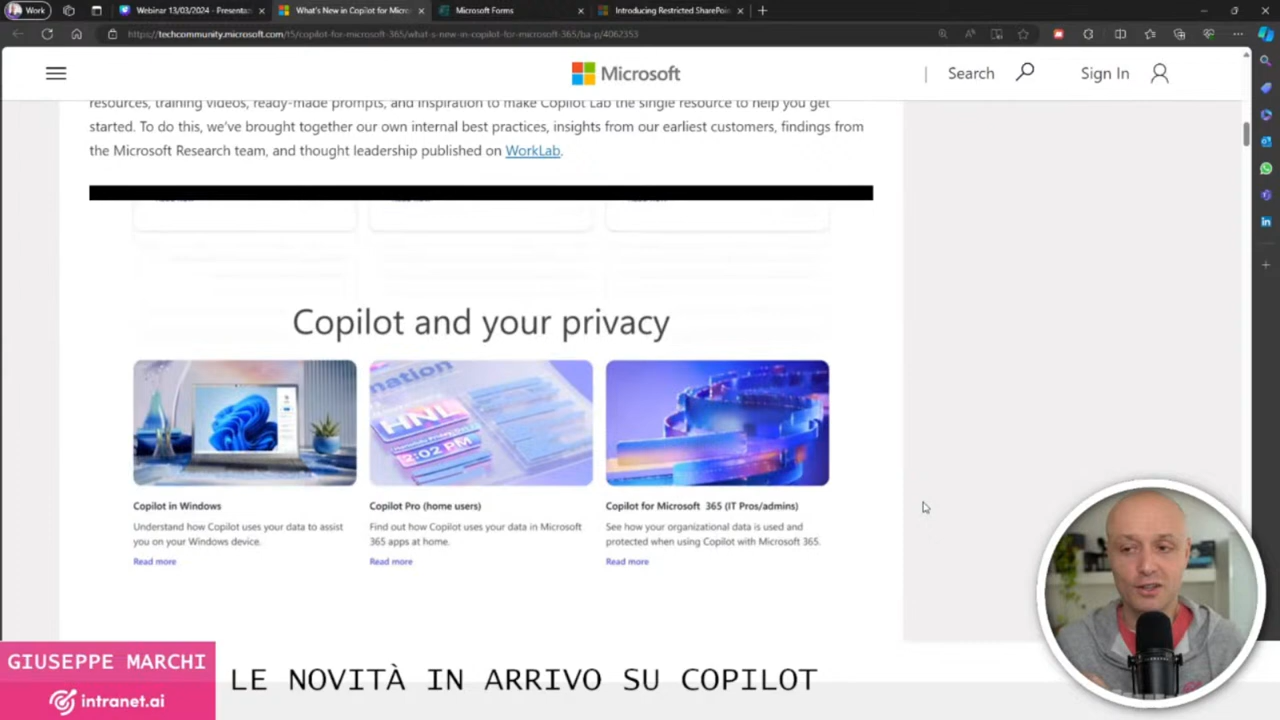 Work
Webinar 13/03/2024 - Presenta
What's New in Copilot for Micro
Microsoft Forms
Introducing Restricted SharePoi
https://techcommunity.microsoft.com/t5/copilot-for-microsoft-365/what-s-new-in-copilot-for-microsoft-365/ba-p/4062353
Microsoft
Search
Sign In
resources, training videos, ready-made prompts, and inspiration to make Copilot Lab the single resource to help you get
started. To do this, we've brought together our own internal best practices, insights from our earliest customers, findings from
the Microsoft Research team, and thought leadership published on WorkLab.
Copilot and your privacy
mation
HNL
2:02 PM
Copilot in Windows
Understand how Copilot uses your data to assist
you on your Windows device.
Read more
Copilot Pro (home users)
Find out how Copilot uses your data in Microsoft
365 apps at home.
Read more
Copilot for Microsoft 365 (IT Pros/admins)
See how your organizational data is used and
protected when using Copilot with Microsoft 365.
Read more
GIUSEPPE MARCHI
intranet.ai
LE NOVITÀ IN ARRIVO SU COPILOT